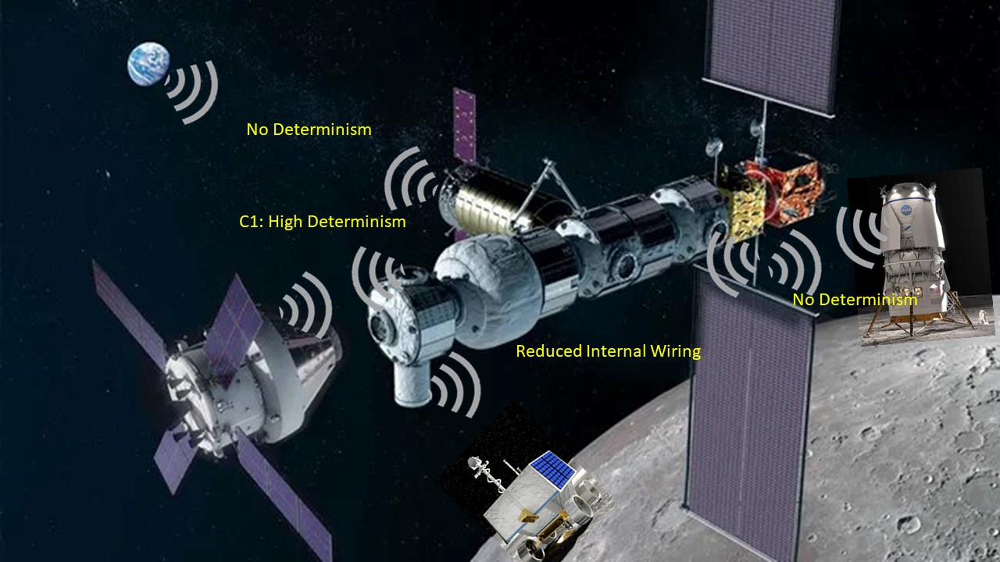 No Determinism
C1: High Determinism
No Determinism
Reduced Internal Wiring